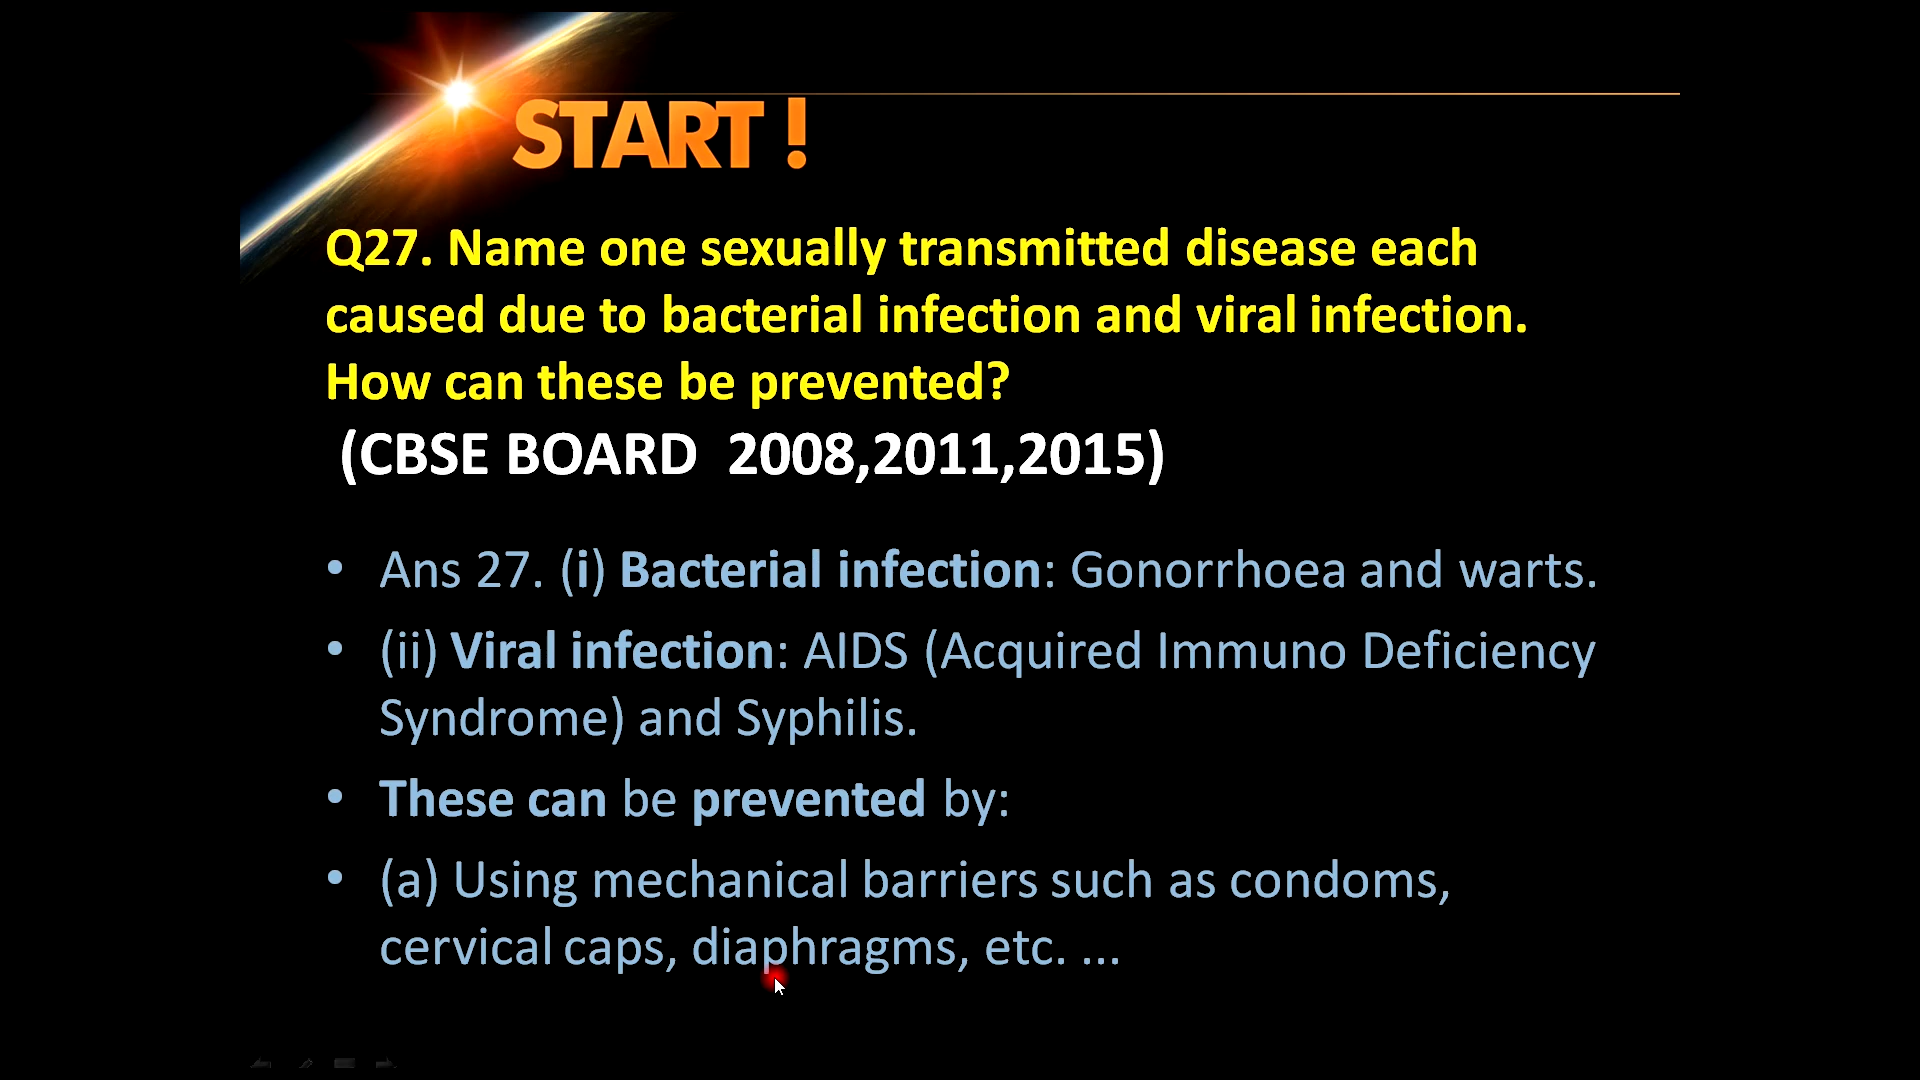 START !
Q27. Name one sexually transmitted disease each
caused due to bacterial infection and viral infection.
How can these be prevented?
(CBSE BOARD 2008,2011,2015)
• Ans 27. (i) Bacterial infection: Gonorrhoea and warts.
• (ii) Viral infection: AIDS (Acquired Immuno Deficiency
Syndrome) and Syphilis.
• These can be prevented by:
• (a) Using mechanical barriers such as condoms,
cervical caps, diaphragms, etc. ...